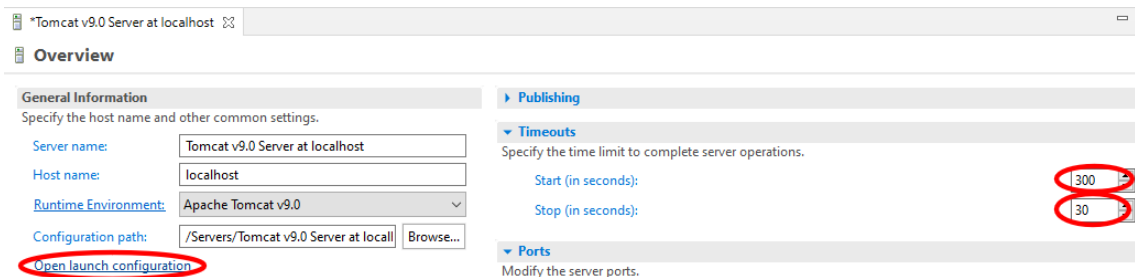 *Tomcat v9.0 Server at localhost
Overview
General Information
Specify the host name and other common settings.
Server name: Tomcat v9.0 Server at localhost
Host name: localhost
Runtime Environment: Apache Tomcat v9.0
Configuration path: /Servers/Tomcat v9.0 Server at locall Browse...
Open launch configuration
Publishing
Timeouts
Specify the time limit to complete server operations.
Start (in seconds): 300
Stop (in seconds): 30
Ports
Modify the server ports.